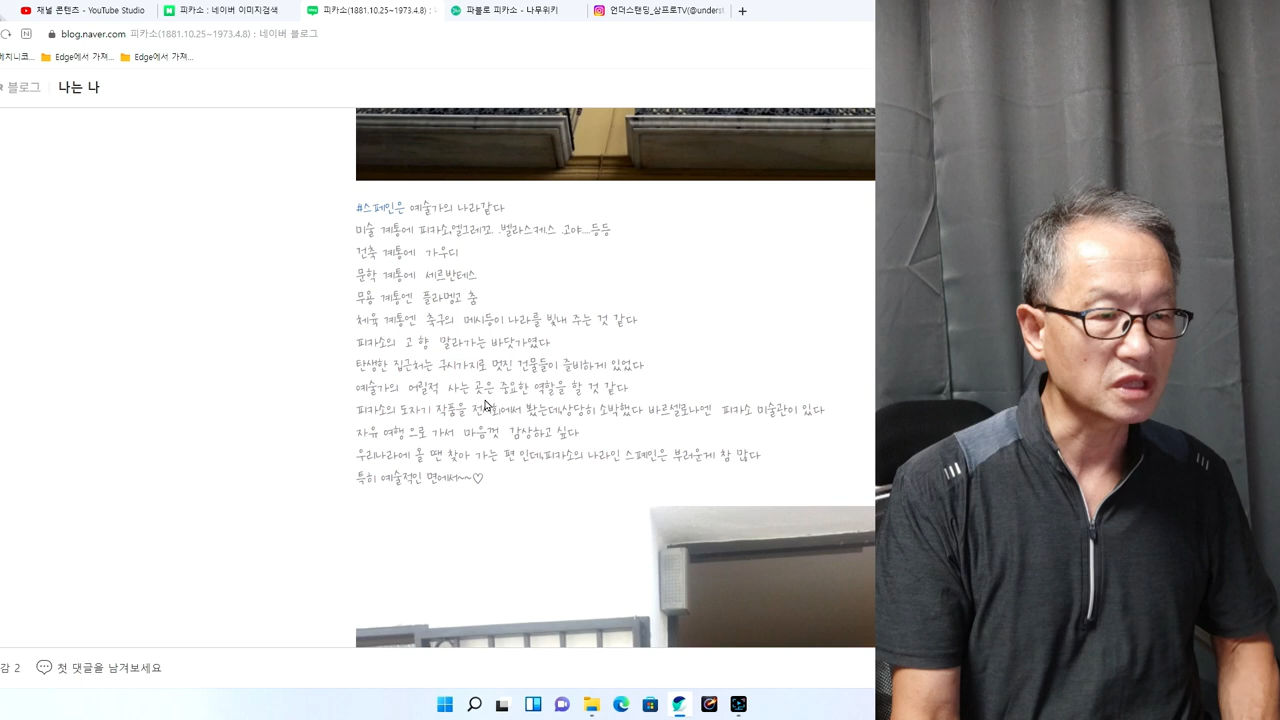 채널 콘텐츠 - YouTube Studio
피카소 : 네이버 이미지검색
피카소(1881.10.25~1973.4.8) :
파블로 피카소 - 나무위키
언더스탠딩_삼프로TV(@underst
blog.naver.com 피카소(1881.10.25~1973.4.8) : 네이버 블로그
Edge에서 가져... Edge에서 가져...
블로그 나는 나
#스페인은 예술가의 나라같다
미술 계통에 피카소,엘그레꼬 .벨라스케스 .고야...등등
건축 계통에 가우디
문학 계통에 세르반테스
무용 계통엔 플라멩고 춤
체육 계통엔 축구의 메시등이 나라를 빛내 주는 것 같다
피카소의 고 향 말라가는 바닷가였다
탄생한 집근처는 구시가지로 멋진 건물들이 즐비하게 있었다
예술가의 어릴적 사는 곳은 중요한 역할을 할 것 같다
피카소의 도자기 작품을 전시회에서 봤는데,상당히 소박했다 바르셀로나엔 피카소 미술관이 있다
자유 여행 으로 가서 마음껏 감상하고 싶다
우리나라에 올 땐 찾아 가는 편 인데,피카소의 나라인 스페인은 부러운게 참 많다
특히 예술적인 면에써~~♡
감 2 첫 댓글을 남겨보세요